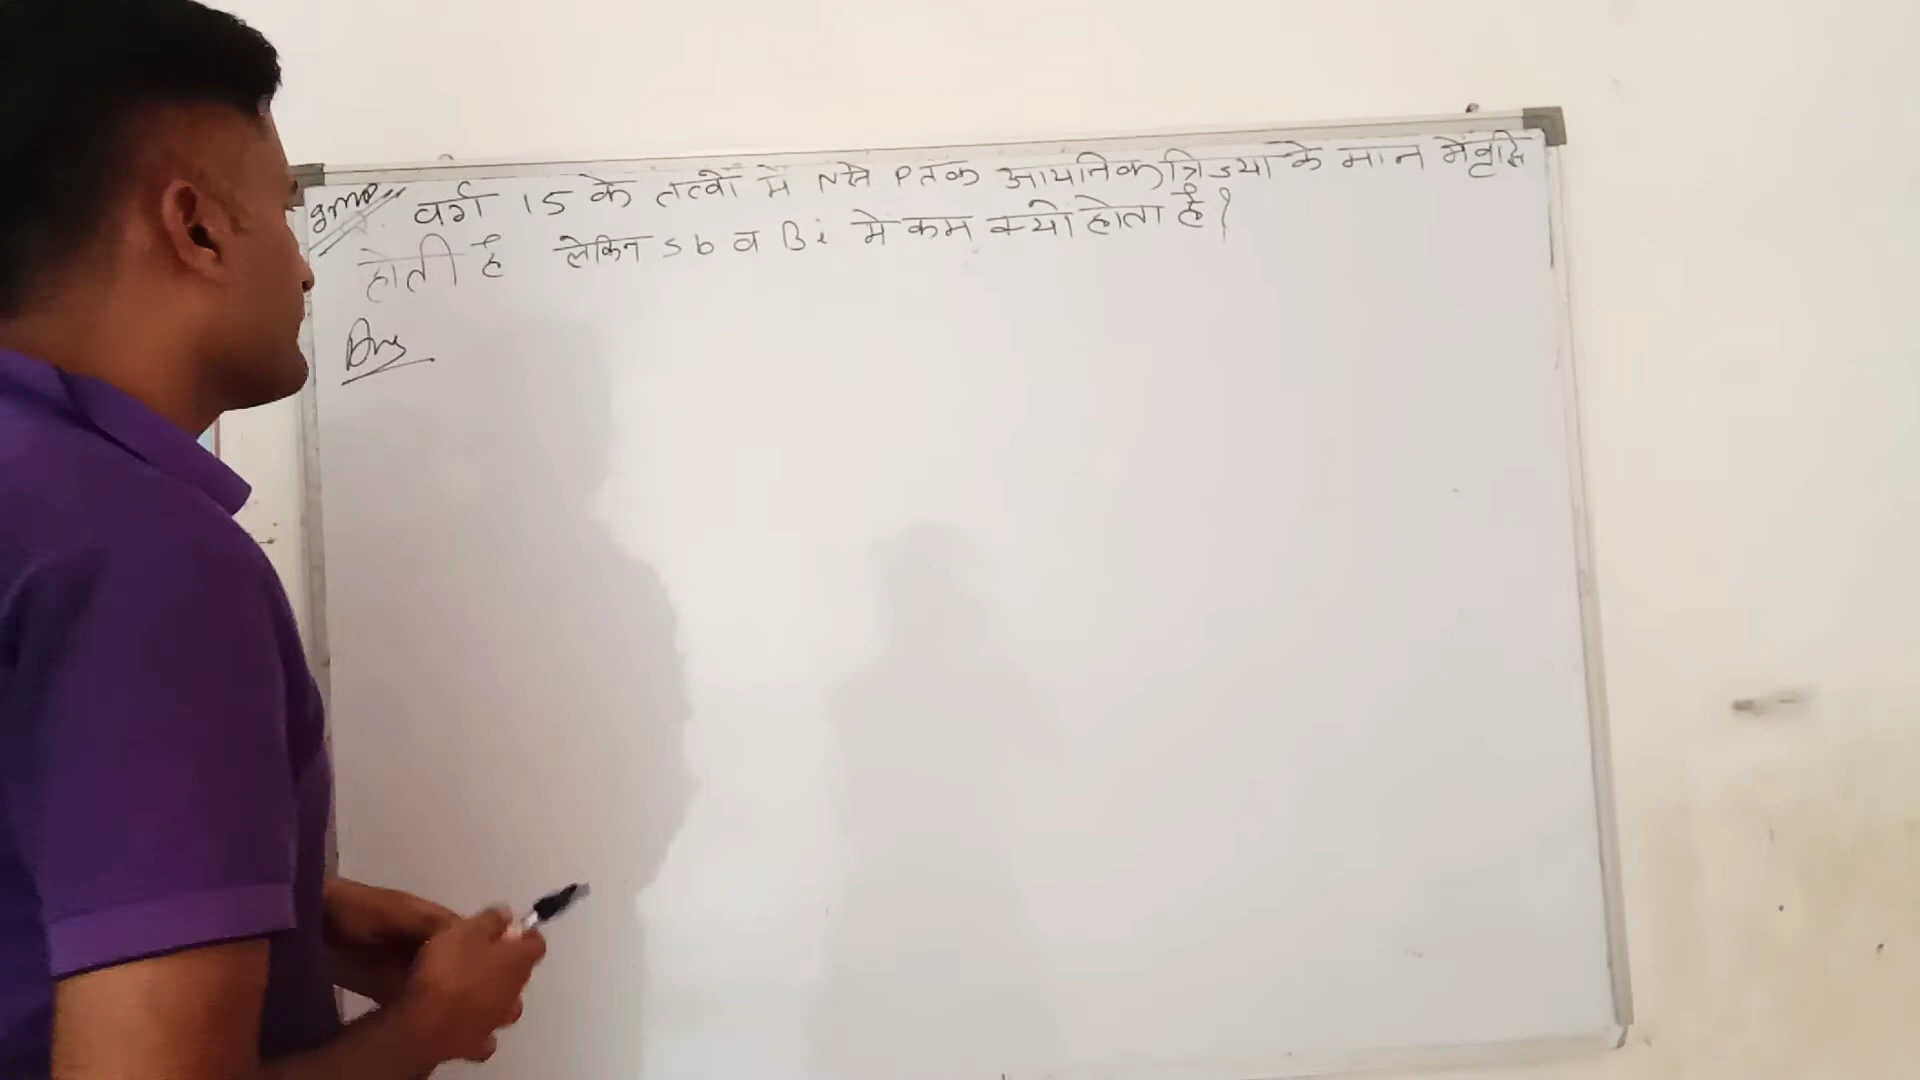 Imp" वर्ग 15 के तत्वों में N से P तक आयनिक त्रिज्या के मान में वृद्धि
होती है लेकिन Sb व Bi मे कम क्यो होता है?
Ans